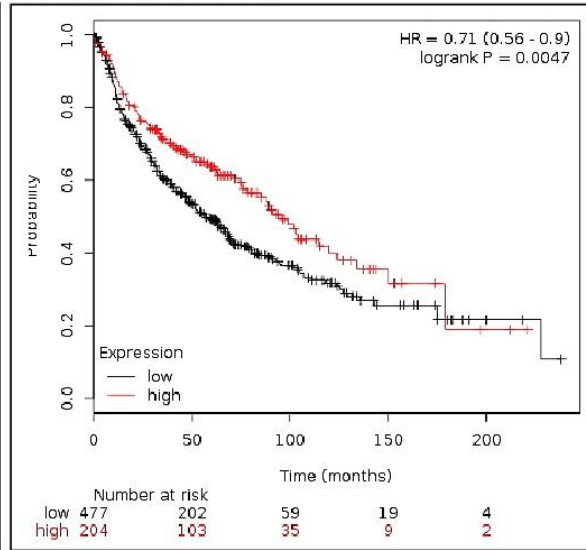 HR = 0.71 (0.56 - 0.9)
logrank P = 0.0047
1.0
0.8
0.6
0.4
0.2
0.0
Probability
Expression
low
high
0 50 100 150 200
Time (months)
Number at risk
low 477 202 59 19 4
high 204 103 35 9 2